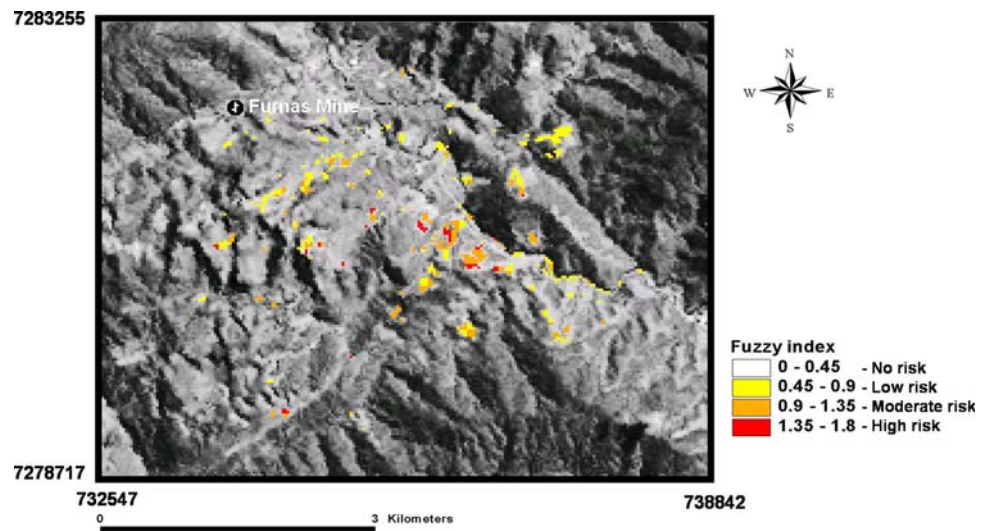 7283255
Furnas Mine
N
W E
S
Fuzzy index
0 - 0.45 - No risk
0.45 - 0.9 - Low risk
0.9 - 1.35 - Moderate risk
1.35 - 1.8 - High risk
7278717
732547 738842
0 3 Kilometers